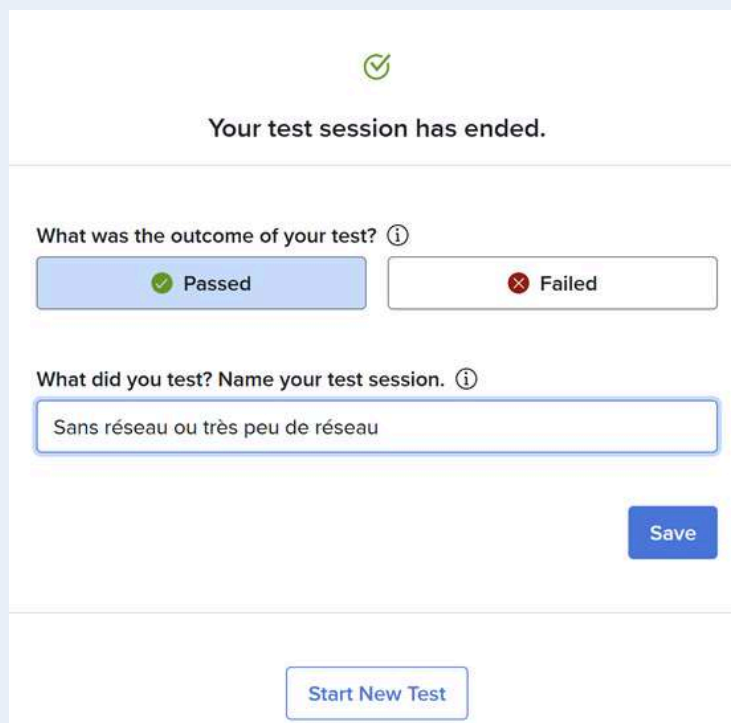 Your test session has ended.
What was the outcome of your test?
Passed
Failed
What did you test? Name your test session.
Sans réseau ou très peu de réseau
Save
Start New Test